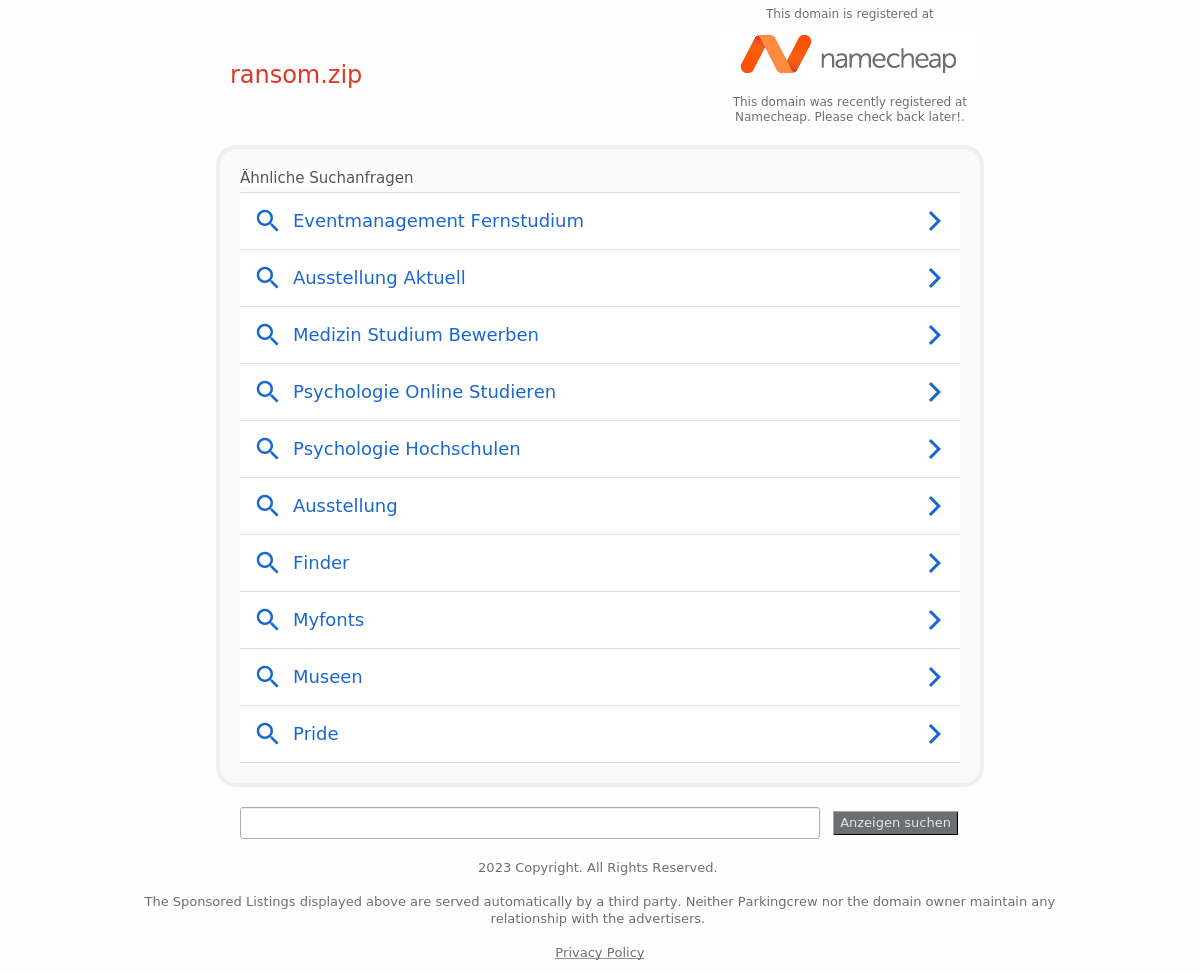 This domain is registered at
namecheap
ransom.zip
This domain was recently registered at
Namecheap. Please check back later!.
Ähnliche Suchanfragen
Eventmanagement Fernstudium
Ausstellung Aktuell
Medizin Studium Bewerben
Psychologie Online Studieren
Psychologie Hochschulen
Ausstellung
Finder
Myfonts
Museen
Pride
Anzeigen suchen
2023 Copyright. All Rights Reserved.
The Sponsored Listings displayed above are served automatically by a third party. Neither Parkingcrew nor the domain owner maintain any
relationship with the advertisers.
Privacy Policy